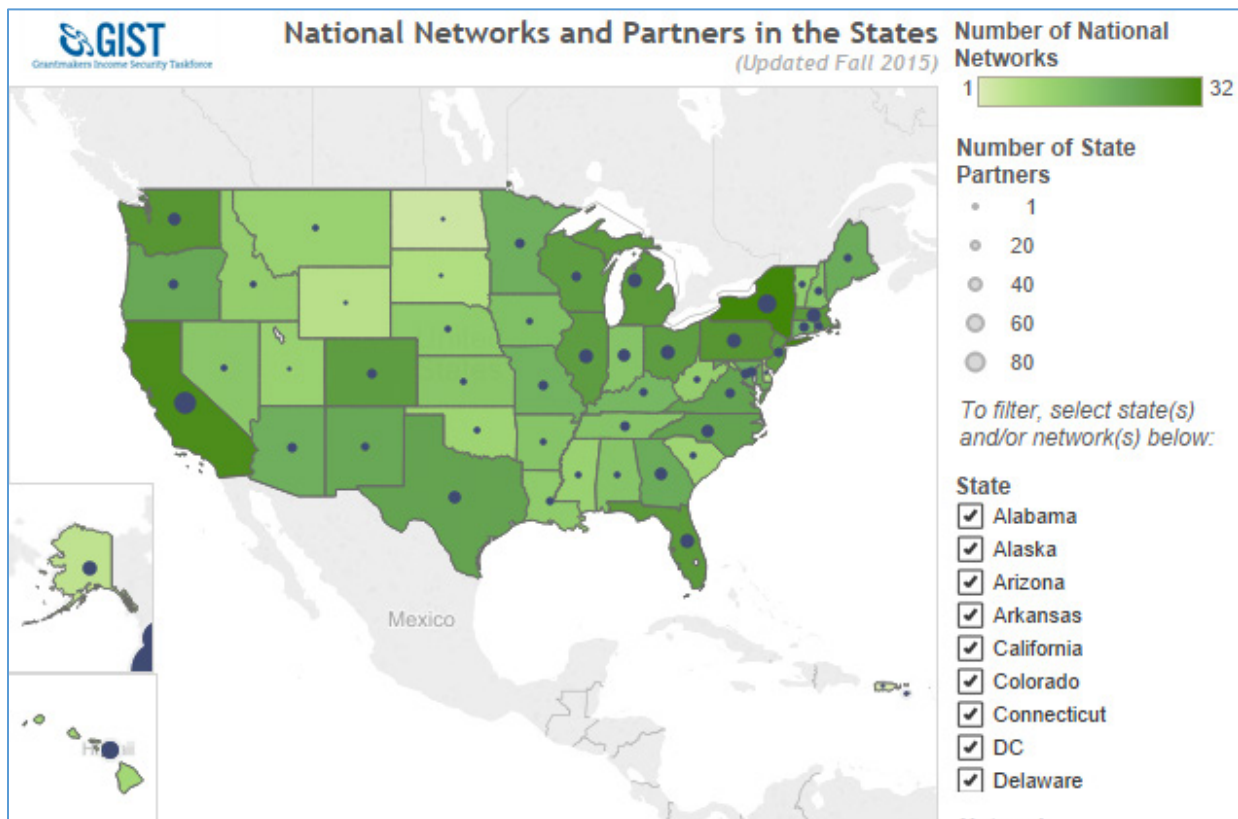 GIST
Grantmakers Income Security Taskforce
National Networks and Partners in the States
(Updated Fall 2015)
Number of National
Networks
1 32
Number of State
Partners
1
20
40
60
80
To filter, select state(s)
and/or network(s) below:
State
Alabama
Alaska
Arizona
Arkansas
California
Colorado
Connecticut
DC
Delaware
United
States
Mexico